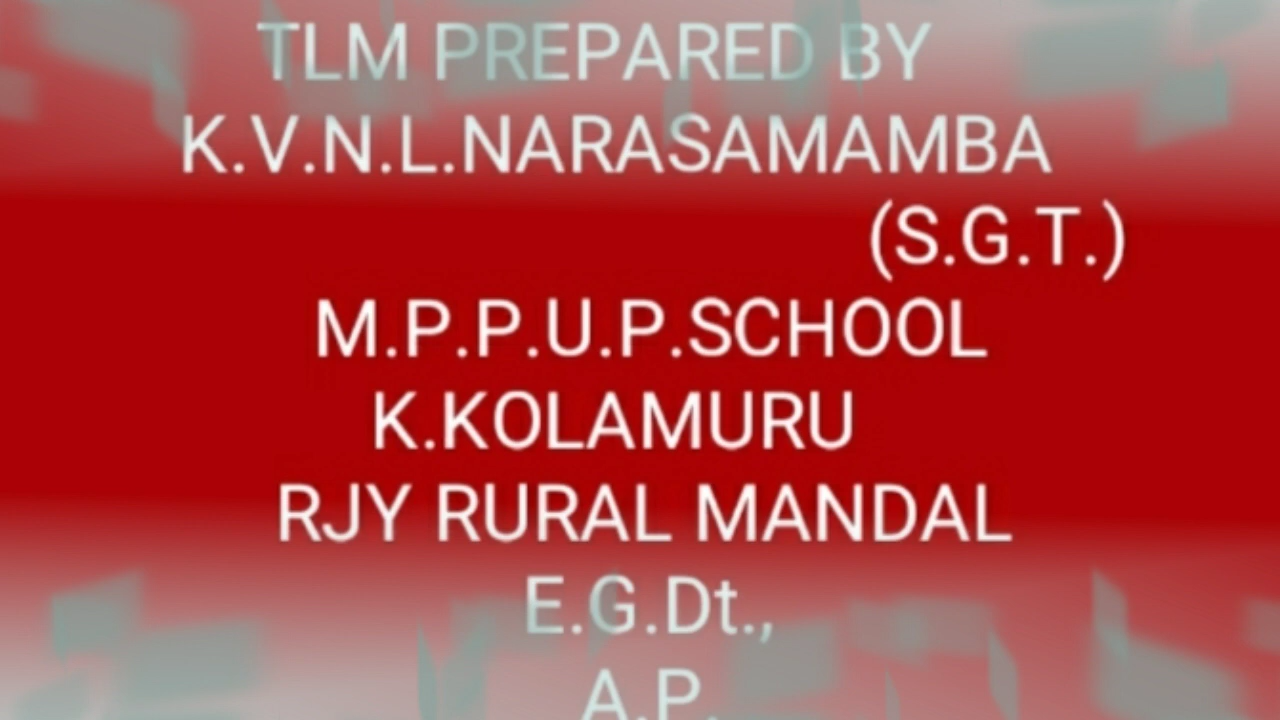 TLM PREPARED BY
K.V.N.L.NARASAMAMBA
(S.G.T.)
M.P.P.U.P.SCHOOL
K.KOLAMURU
RJY RURAL MANDAL
E.G.Dt.,
A.P.